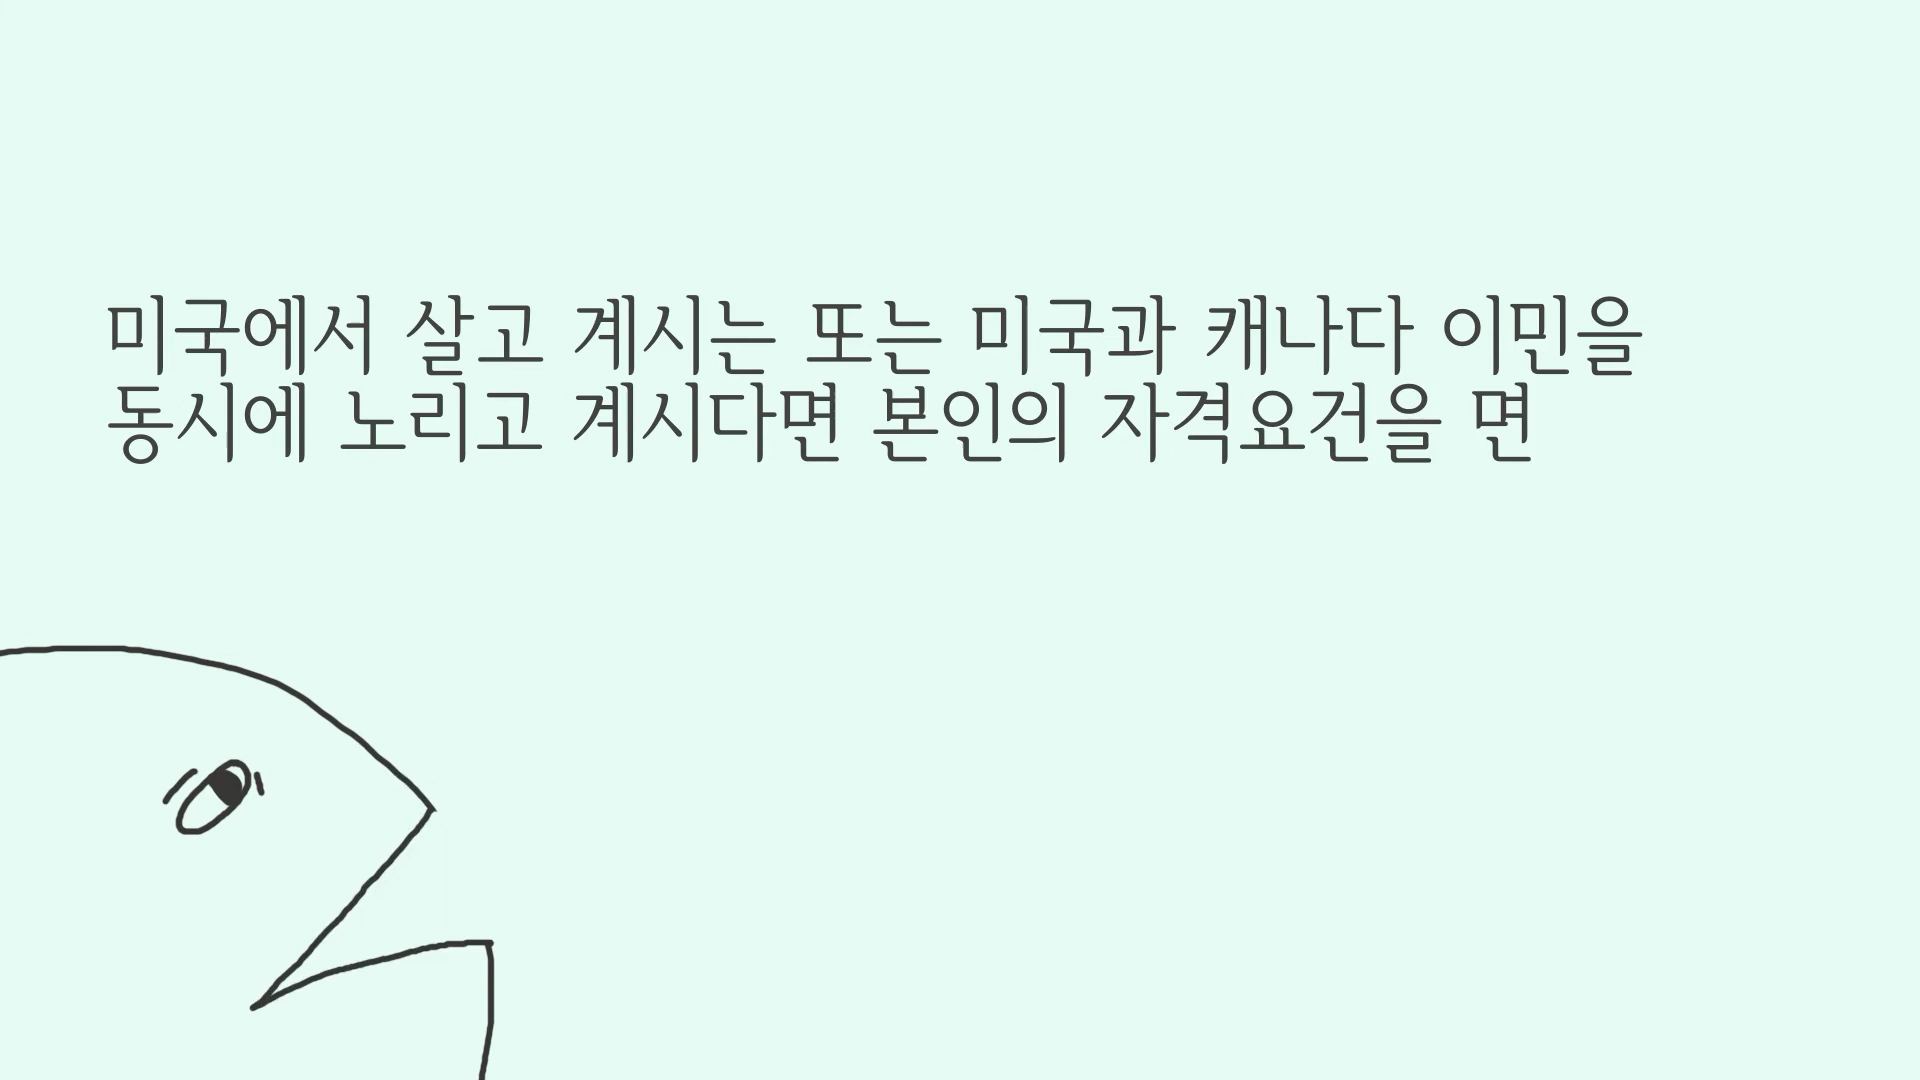 미국에서 살고 계시는 또는 미국과 캐나다 이민을
동시에 노리고 계시다면 본인의 자격요건을 면